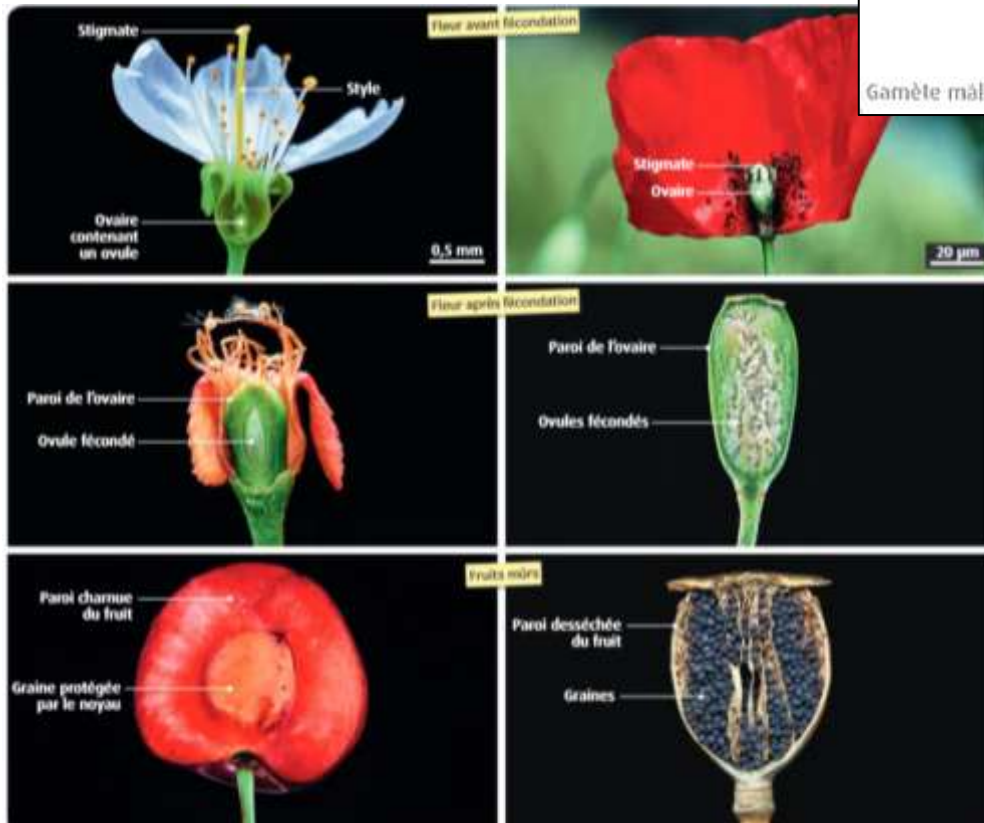 Fleur avant fécondation
Stigmate
Style
Ovaire
contenant
un ovule
0,5 mm
Gamète mâl
Stigmate
Ovaire
20 µm
Fleur après fécondation
Paroi de l'ovaire
Ovule fécondé
Paroi de l'ovaire
Ovules fécondés
Fruits mûrs
Paroi charnue
du fruit
Graine protégée
par le noyau
Paroi desséchée
du fruit
Graines